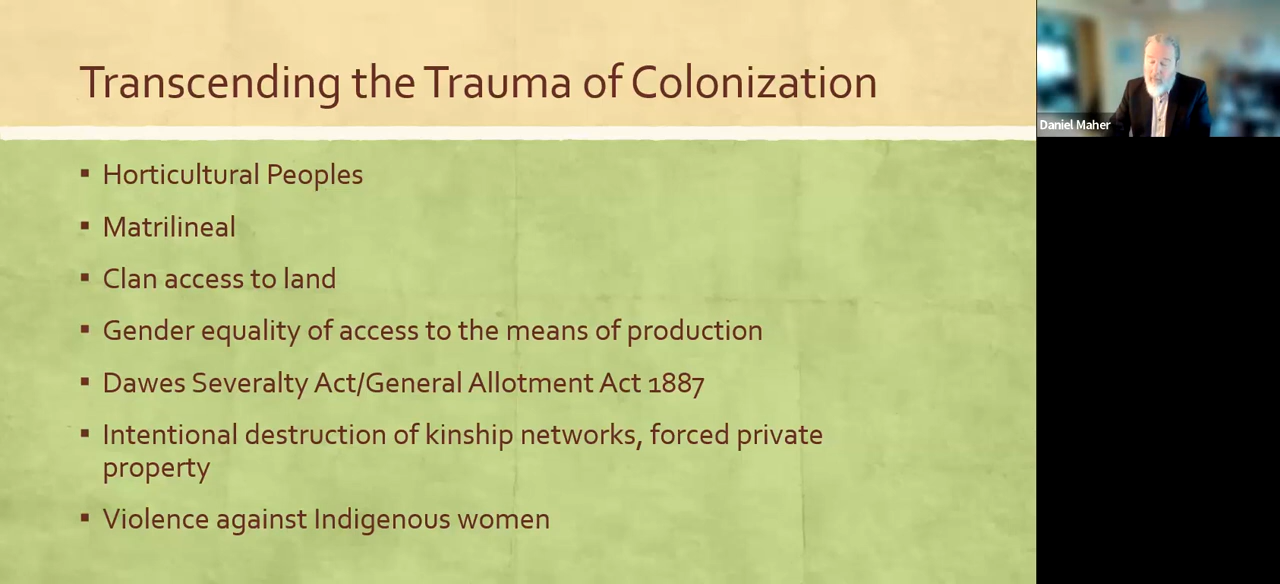 Transcending the Trauma of Colonization
▪ Horticultural Peoples
▪ Matrilineal
▪ Clan access to land
▪ Gender equality of access to the means of production
▪ Dawes Severalty Act/General Allotment Act 1887
▪ Intentional destruction of kinship networks, forced private
property
▪ Violence against Indigenous women
Daniel Maher